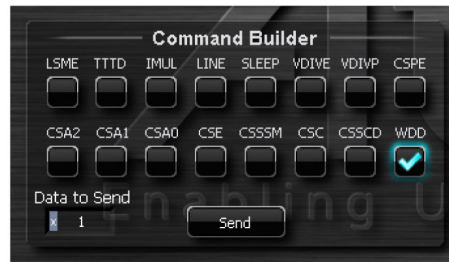 Command Builder
LSME TTTD IMUL LINE SLEEP VDIVE VDIVP CSPE
CSA2 CSA1 CSA0 CSE CSSSM CSC CSSCD WDD
Data to Send
x 1
Send
Enabling U